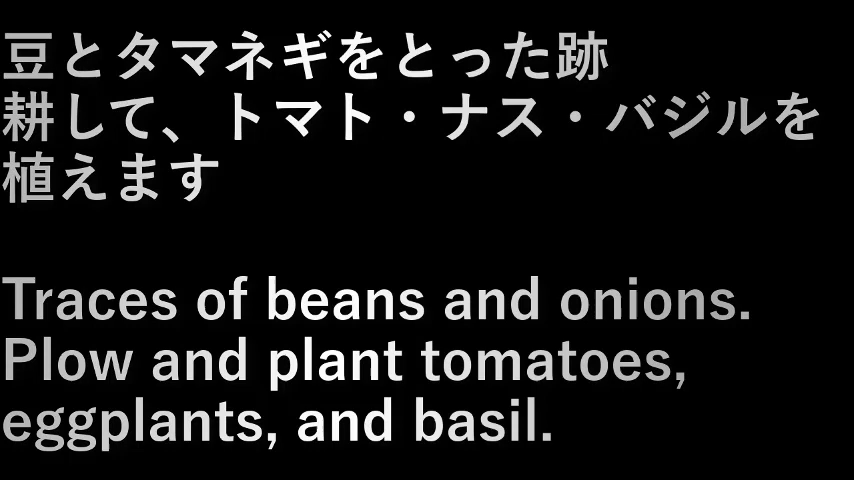 豆とタマネギをとった跡
耕して、トマト・ナス・バジルを
植えます
Traces of beans and onions.
Plow and plant tomatoes,
eggplants, and basil.